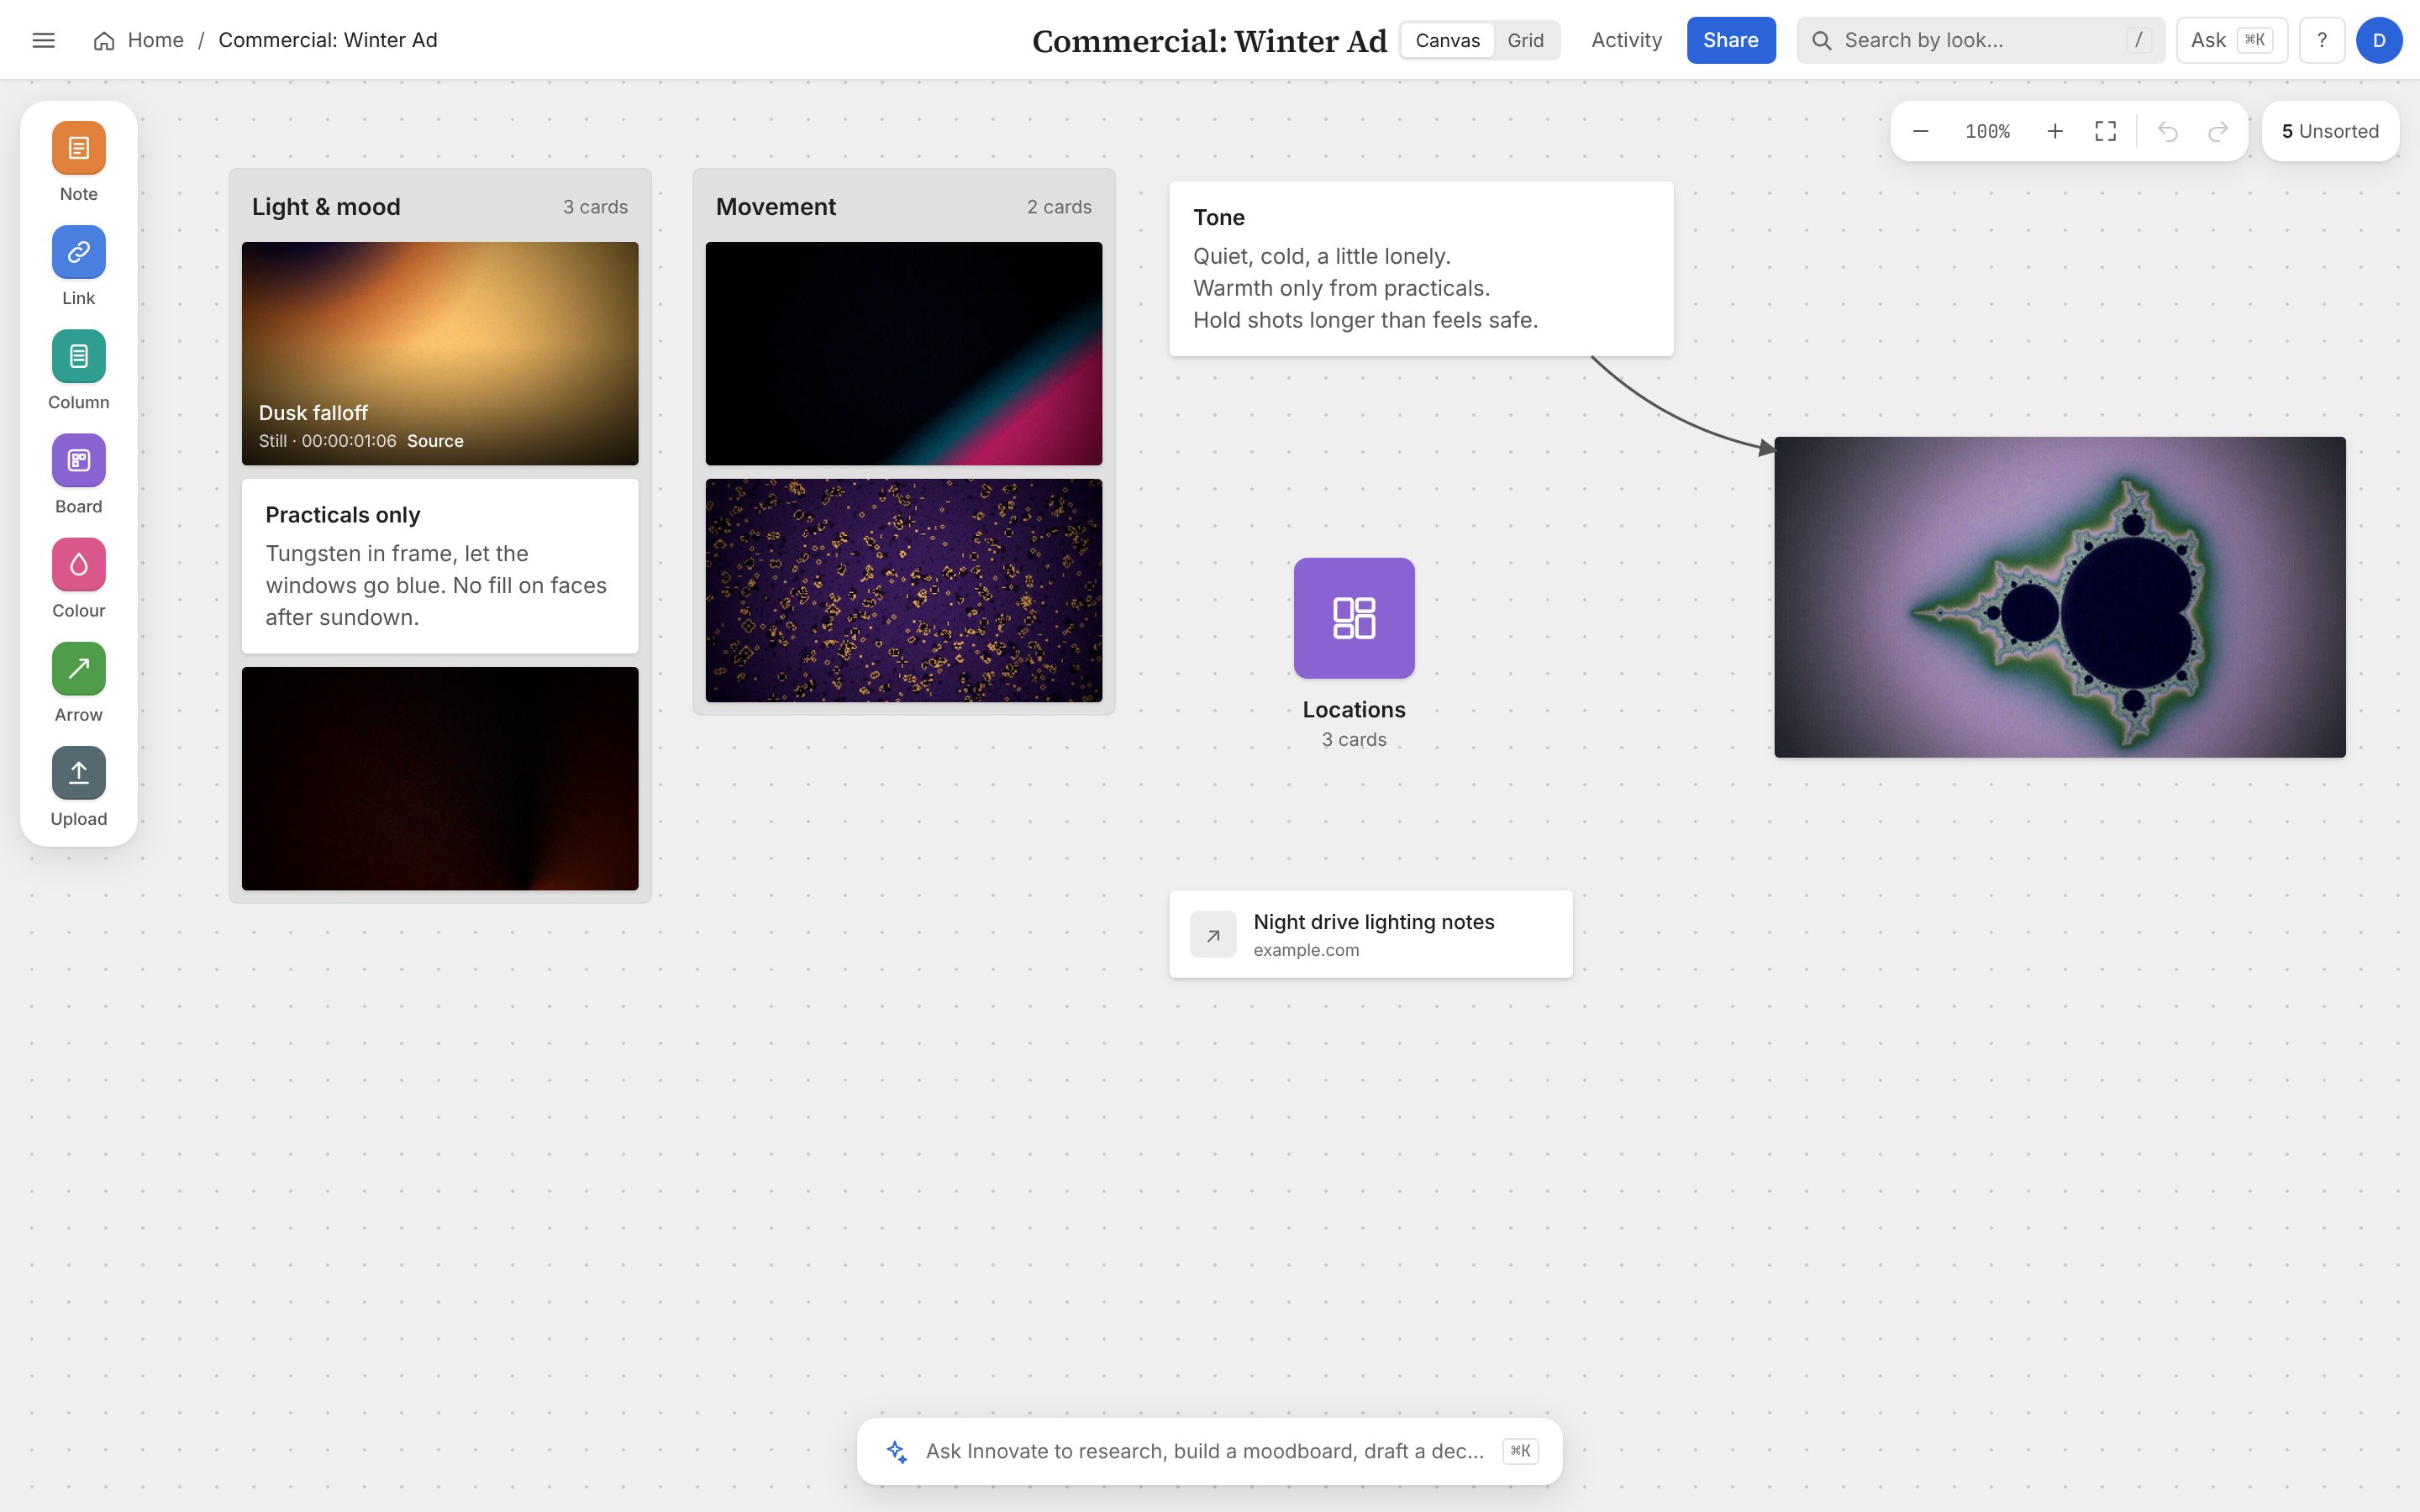 Home / Commercial: Winter Ad
Commercial: Winter Ad
Canvas
Grid
Activity
Share
Search by look...
/
Ask ⌘K
?
D
Note
Link
Column
Board
Colour
Arrow
Upload
100%
5 Unsorted
Light & mood
3 cards
Dusk falloff
Still · 00:00:01:06 Source
Practicals only
Tungsten in frame, let the
windows go blue. No fill on faces
after sundown.
Movement
2 cards
Tone
Quiet, cold, a little lonely.
Warmth only from practicals.
Hold shots longer than feels safe.
Locations
3 cards
Night drive lighting notes
example.com
Ask Innovate to research, build a moodboard, draft a dec... ⌘K